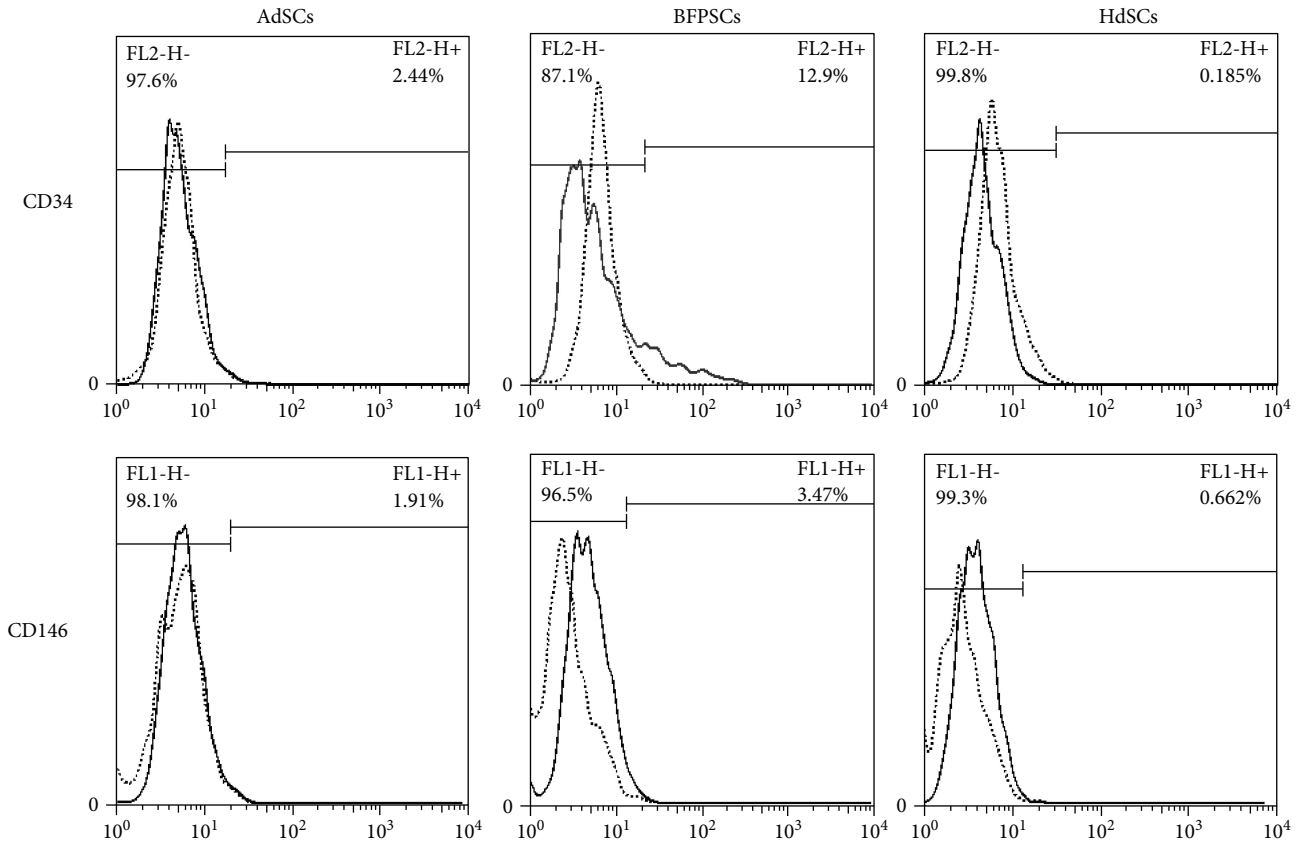 AdSCs BFPSCs HdSCs
FL2-H- FL2-H+ FL2-H- FL2-H+ FL2-H- FL2-H+
97.6% 2.44% 87.1% 12.9% 99.8% 0.185%
CD34
0 0 0
10^0 10^1 10^2 10^3 10^4 10^0 10^1 10^2 10^3 10^4 10^0 10^1 10^2 10^3 10^4
FL1-H- FL1-H+ FL1-H- FL1-H+ FL1-H- FL1-H+
98.1% 1.91% 96.5% 3.47% 99.3% 0.662%
CD146
0 0 0
10^0 10^1 10^2 10^3 10^4 10^0 10^1 10^2 10^3 10^4 10^0 10^1 10^2 10^3 10^4